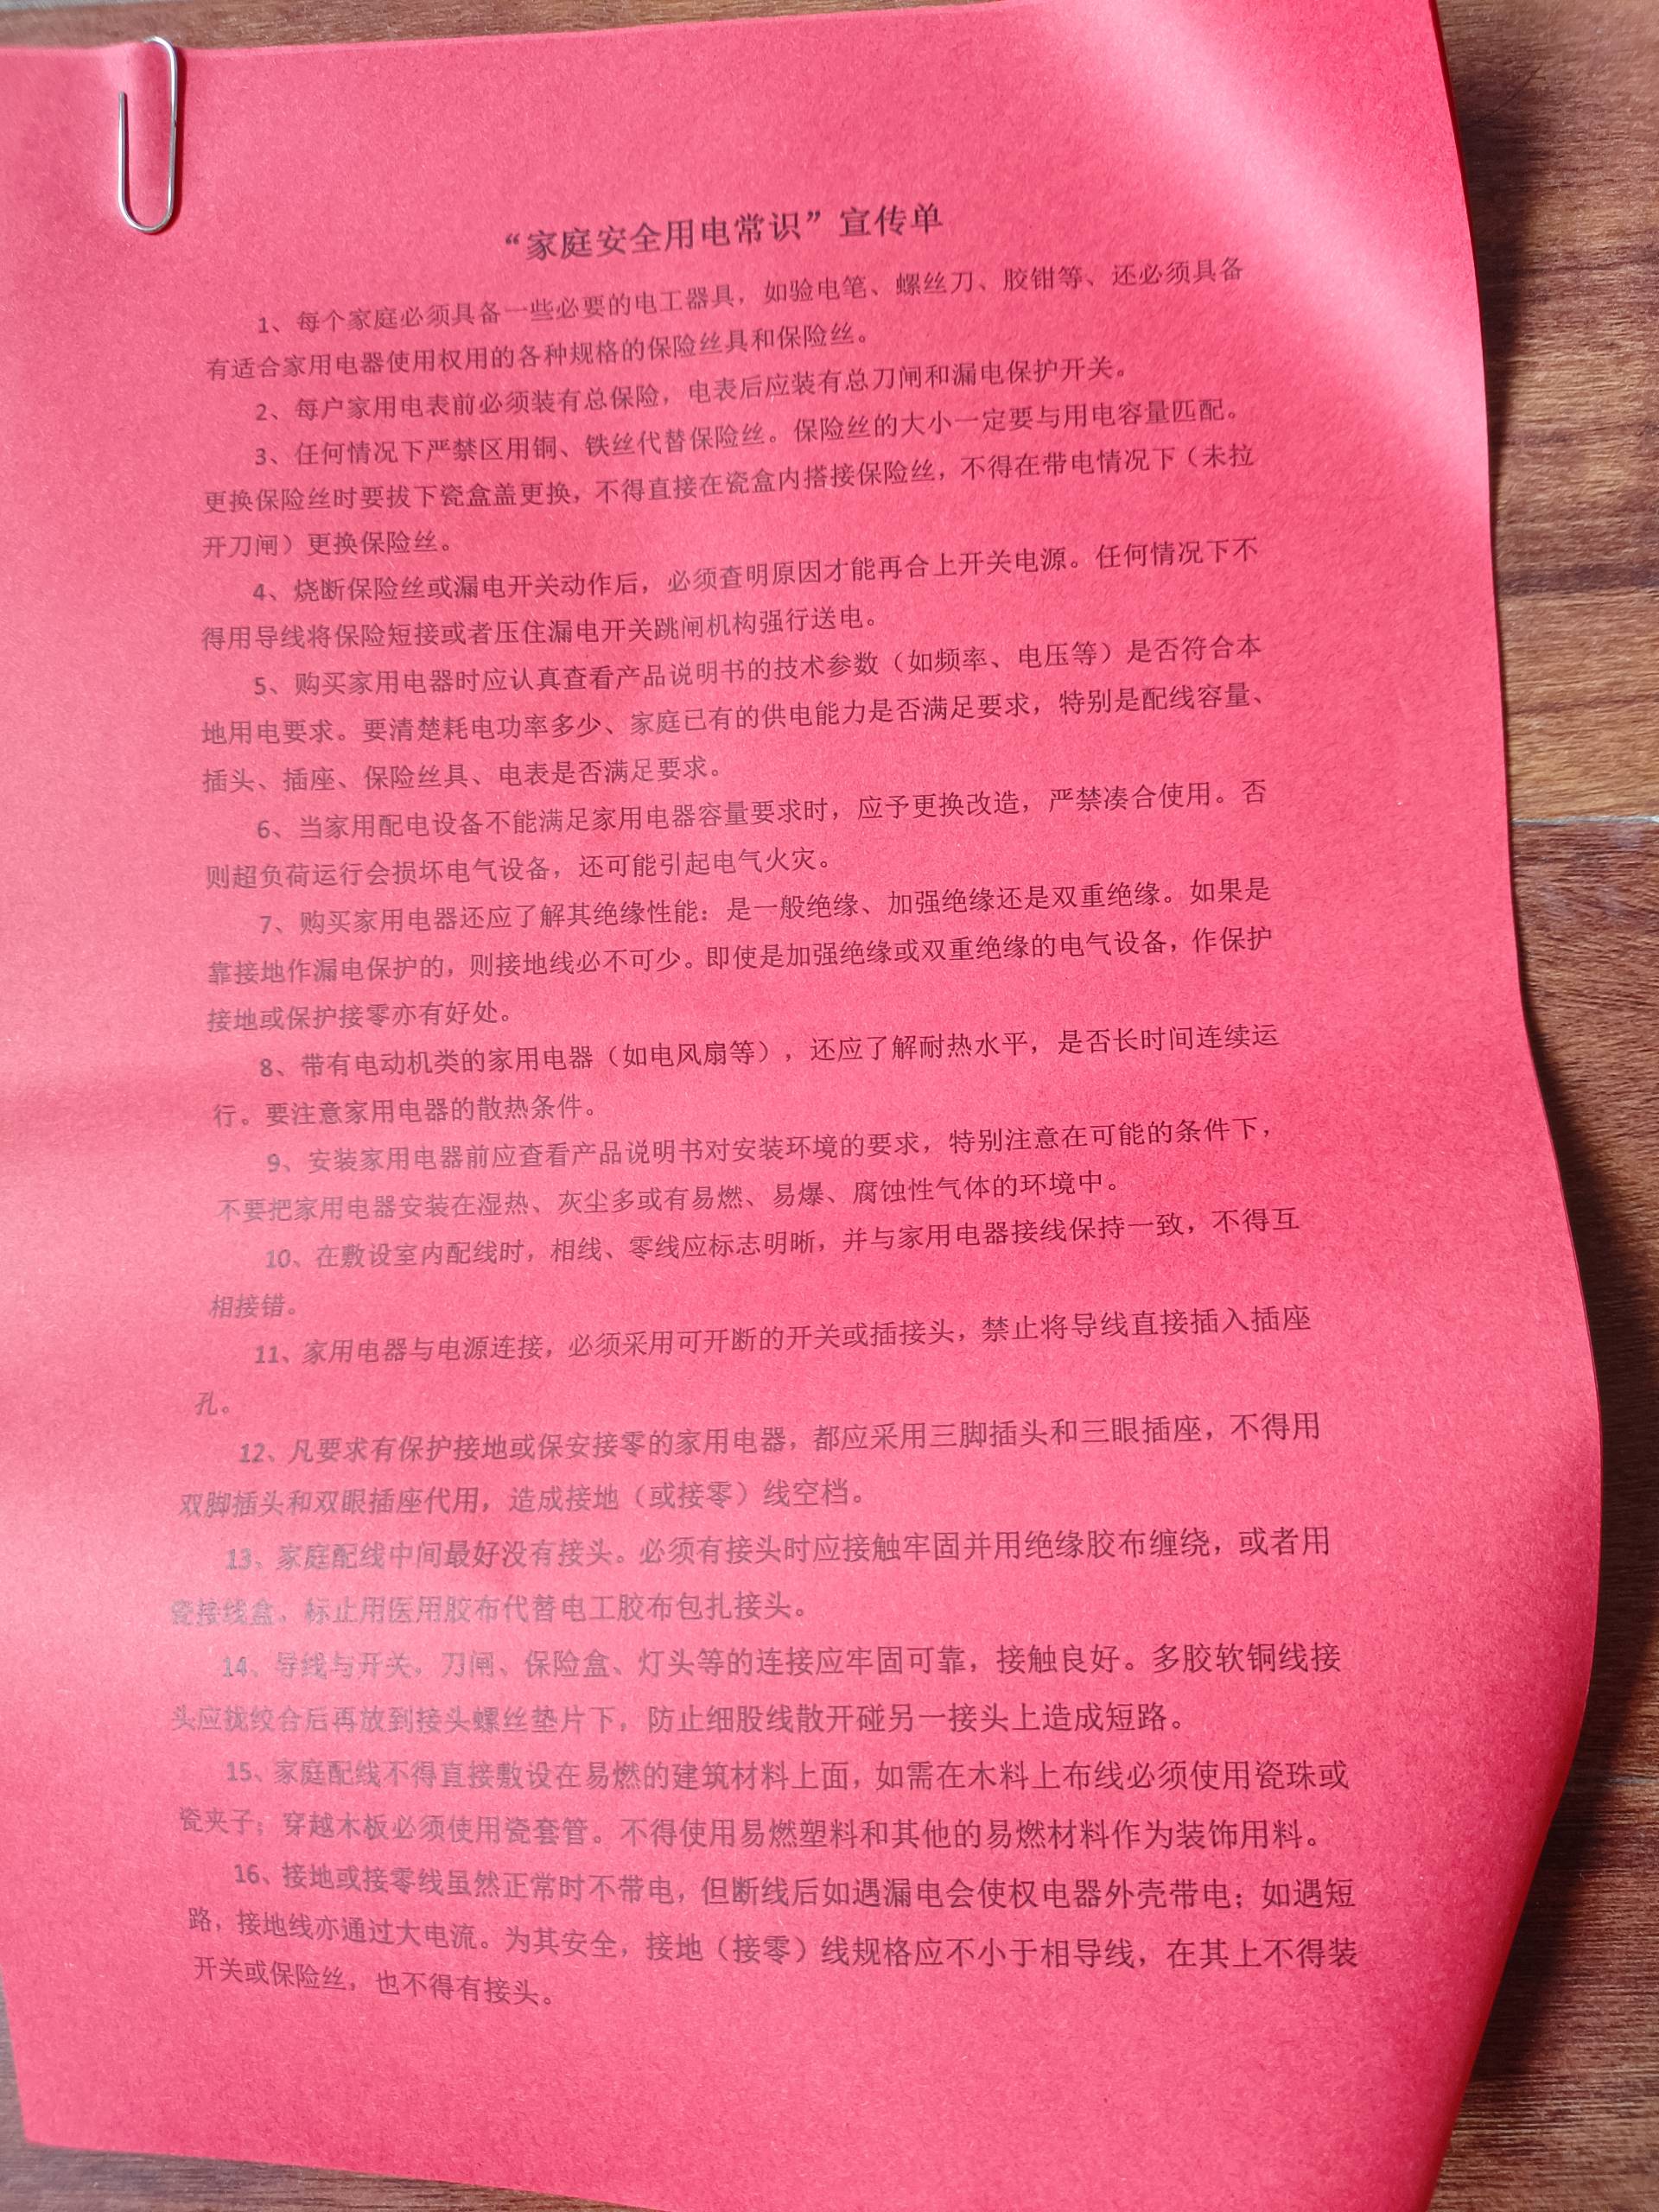 “家庭安全用电常识”宣传单
1、每个家庭必须具备一些必要的电工器具，如验电笔、螺丝刀、胶钳等、还必须具备
有适合家用电器使用权用的各种规格的保险丝具和保险丝。
2、每户家用电表前必须装有总保险，电表后应装有总刀闸和漏电保护开关。
3、任何情况下严禁区用铜、铁丝代替保险丝。保险丝的大小一定要与用电容量匹配。
更换保险丝时要拔下瓷盒盖更换，不得直接在瓷盒内搭接保险丝，不得在带电情况下（未拉
开刀闸）更换保险丝。
4、烧断保险丝或漏电开关动作后，必须查明原因才能再合上开关电源。任何情况下不
得用导线将保险短接或者压住漏电开关跳闸机构强行送电。
5、购买家用电器时应认真查看产品说明书的技术参数（如频率、电压等）是否符合本
地用电要求。要清楚耗电功率多少、家庭已有的供电能力是否满足要求，特别是配线容量、
插头、插座、保险丝具、电表是否满足要求。
6、当家用配电设备不能满足家用电器容量要求时，应予更换改造，严禁凑合使用。否
则超负荷运行会损坏电气设备，还可能引起电气火灾。
7、购买家用电器还应了解其绝缘性能：是一般绝缘、加强绝缘还是双重绝缘。如果是
靠接地作漏电保护的，则接地线必不可少。即使是加强绝缘或双重绝缘的电气设备，作保护
接地或保护接零亦有好处。
8、带有电动机类的家用电器（如电风扇等），还应了解耐热水平，是否长时间连续运
行。要注意家用电器的散热条件。
9、安装家用电器前应查看产品说明书对安装环境的要求，特别注意在可能的条件下，
不要把家用电器安装在湿热、灰尘多或有易燃、易爆、腐蚀性气体的环境中。
10、在敷设室内配线时，相线、零线应标志明晰，并与家用电器接线保持一致，不得互
相接错。
11、家用电器与电源连接，必须采用可开断的开关或插接头，禁止将导线直接插入插座
孔。
12、凡要求有保护接地或保安接零的家用电器，都应采用三脚插头和三眼插座，不得用
双脚插头和双眼插座代用，造成接地（或接零）线空档。
13、家庭配线中间最好没有接头。必须有接头时应接触牢固并用绝缘胶布缠绕，或者用
瓷接线盒。标止用医用胶布代替电工胶布包扎接头。
14、导线与开关，刀闸、保险盒、灯头等的连接应牢固可靠，接触良好。多胶软铜线接
头应拢绞合后再放到接头螺丝垫片下，防止细股线散开碰另一接头上造成短路。
15、家庭配线不得直接敷设在易燃的建筑材料上面，如需在木料上布线必须使用瓷珠或
瓷夹子；穿越木板必须使用瓷套管。不得使用易燃塑料和其他的易燃材料作为装饰用料。
16、接地或接零线虽然正常时不带电，但断线后如遇漏电会使权电器外壳带电；如遇短
路，接地线亦通过大电流。为其安全，接地（接零）线规格应不小于相导线，在其上不得装
开关或保险丝，也不得有接头。